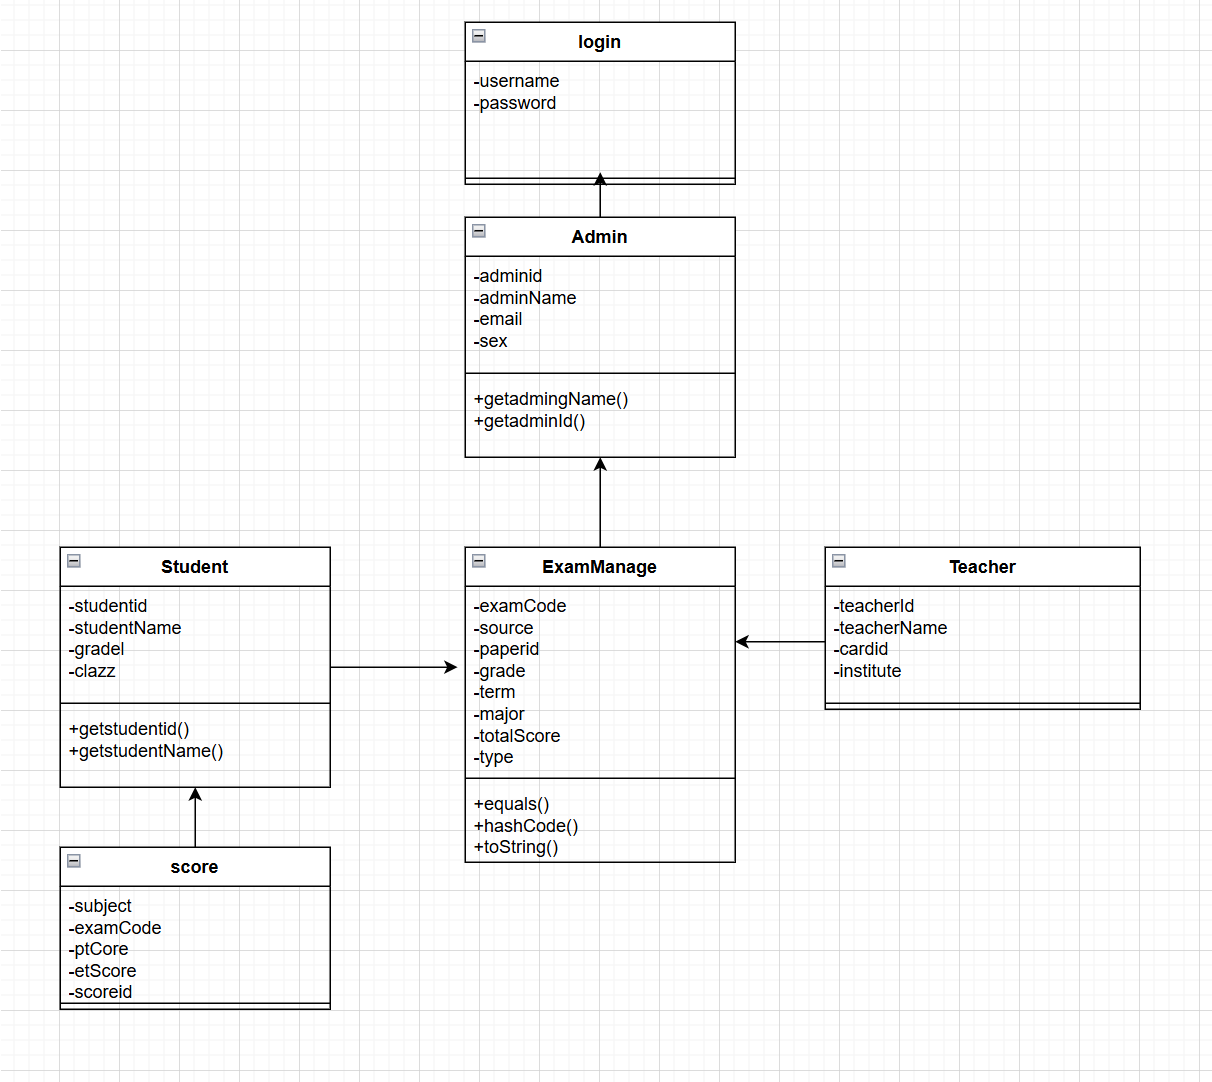 login
-username
-password
Admin
-adminid
-adminName
-email
-sex
+getadmingName()
+getadminId()
Student
-studentid
-studentName
-gradel
-clazz
+getstudentid()
+getstudentName()
ExamManage
-examCode
-source
-paperid
-grade
-term
-major
-totalScore
-type
+equals()
+hashCode()
+toString()
Teacher
-teacherId
-teacherName
-cardid
-institute
score
-subject
-examCode
-ptCore
-etScore
-scoreid